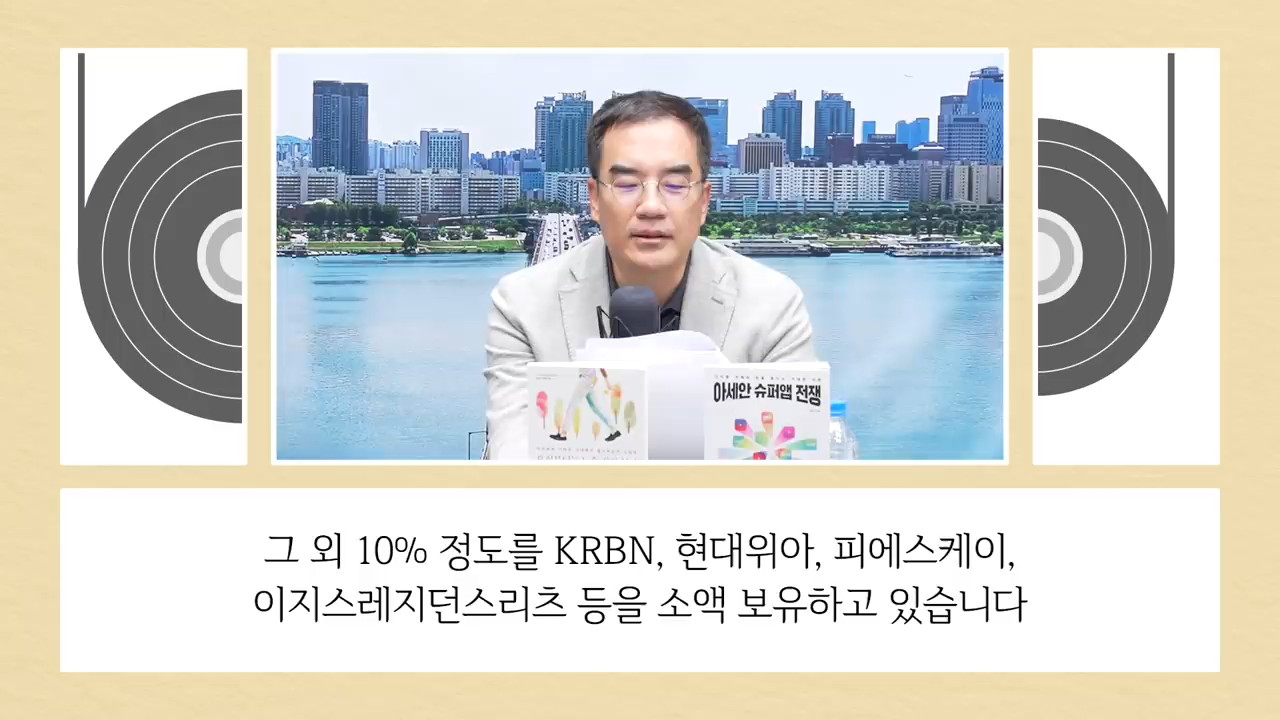 아세안 슈퍼앱 전쟁
그 외 10% 정도를 KRBN, 현대위아, 피에스케이,
이지스레지던스리츠 등을 소액 보유하고 있습니다